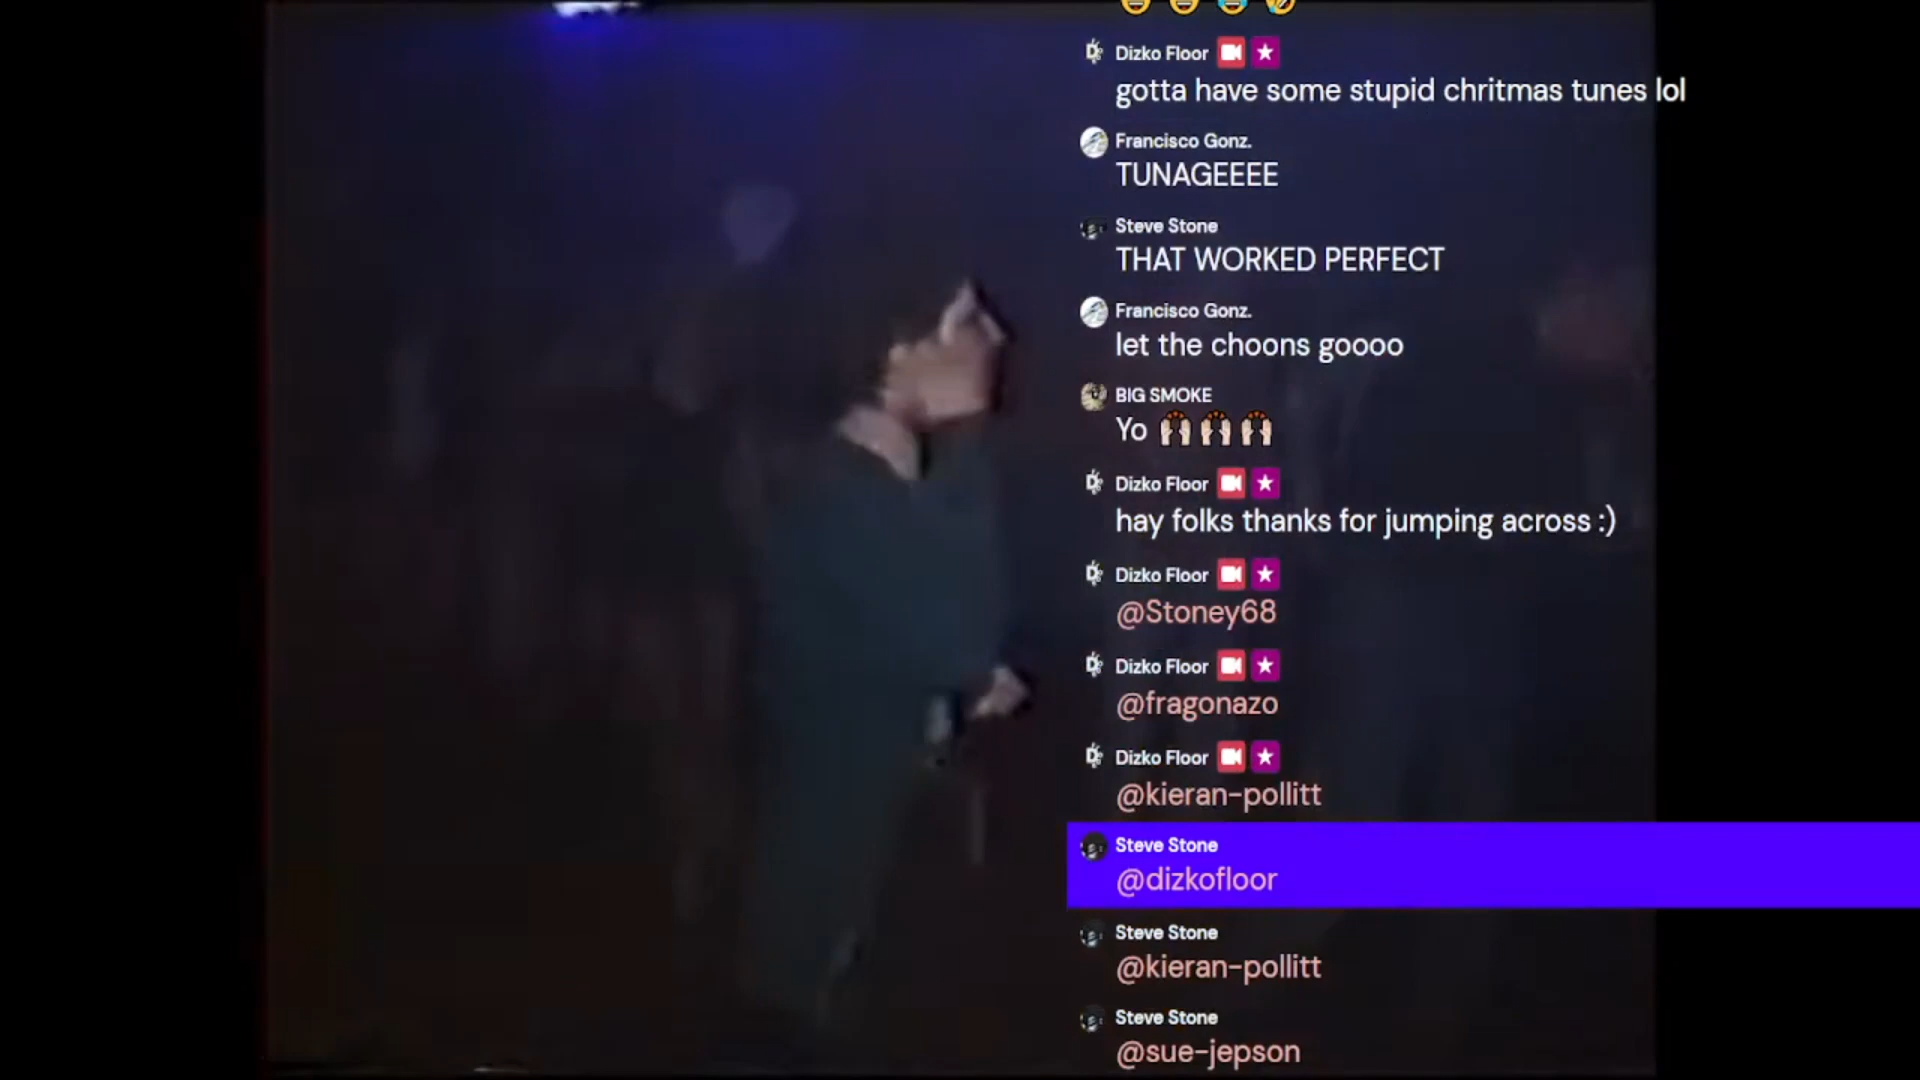 Dizko Floor
gotta have some stupid chritmas tunes lol
Francisco Gonz.
TUNAGEEEE
Steve Stone
THAT WORKED PERFECT
Francisco Gonz.
let the choons goooo
BIG SMOKE
Yo 🙌🏻🙌🏻🙌🏻
Dizko Floor
hay folks thanks for jumping across :)
Dizko Floor
@Stoney68
Dizko Floor
@fragonazo
Dizko Floor
@kieran-pollitt
Steve Stone
@dizkofloor
Steve Stone
@kieran-pollitt
Steve Stone
@sue-jepson